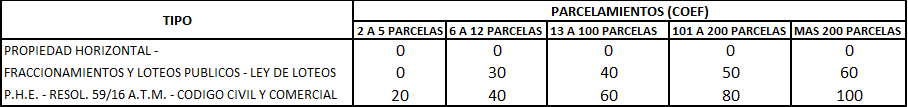 TIPO PARCELAMIENTOS (COEF)
2 A 5 PARCELAS 6 A 12 PARCELAS 13 A 100 PARCELAS 101 A 200 PARCELAS MAS 200 PARCELAS
PROPIEDAD HORIZONTAL - 0 0 0 0 0
FRACCIONAMIENTOS Y LOTEOS PUBLICOS - LEY DE LOTEOS 0 30 40 50 60
P.H.E. - RESOL. 59/16 A.T.M. - CODIGO CIVIL Y COMERCIAL 20 40 60 80 100